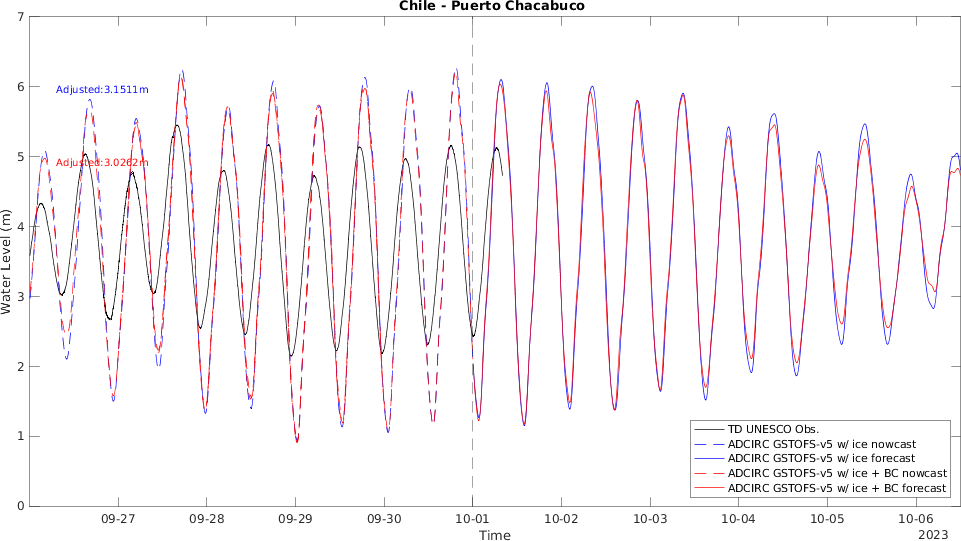 Chile - Puerto Chacabuco
7
6
5
4
3
2
1
0
Water Level (m)
Adjusted:3.1511m
Adjusted:3.0262m
TD UNESCO Obs.
ADCIRC GSTOFS-v5 w/ ice nowcast
ADCIRC GSTOFS-v5 w/ ice forecast
ADCIRC GSTOFS-v5 w/ ice + BC nowcast
ADCIRC GSTOFS-v5 w/ ice + BC forecast
09-27 09-28 09-29 09-30 10-01 10-02 10-03 10-04 10-05 10-06
Time
2023